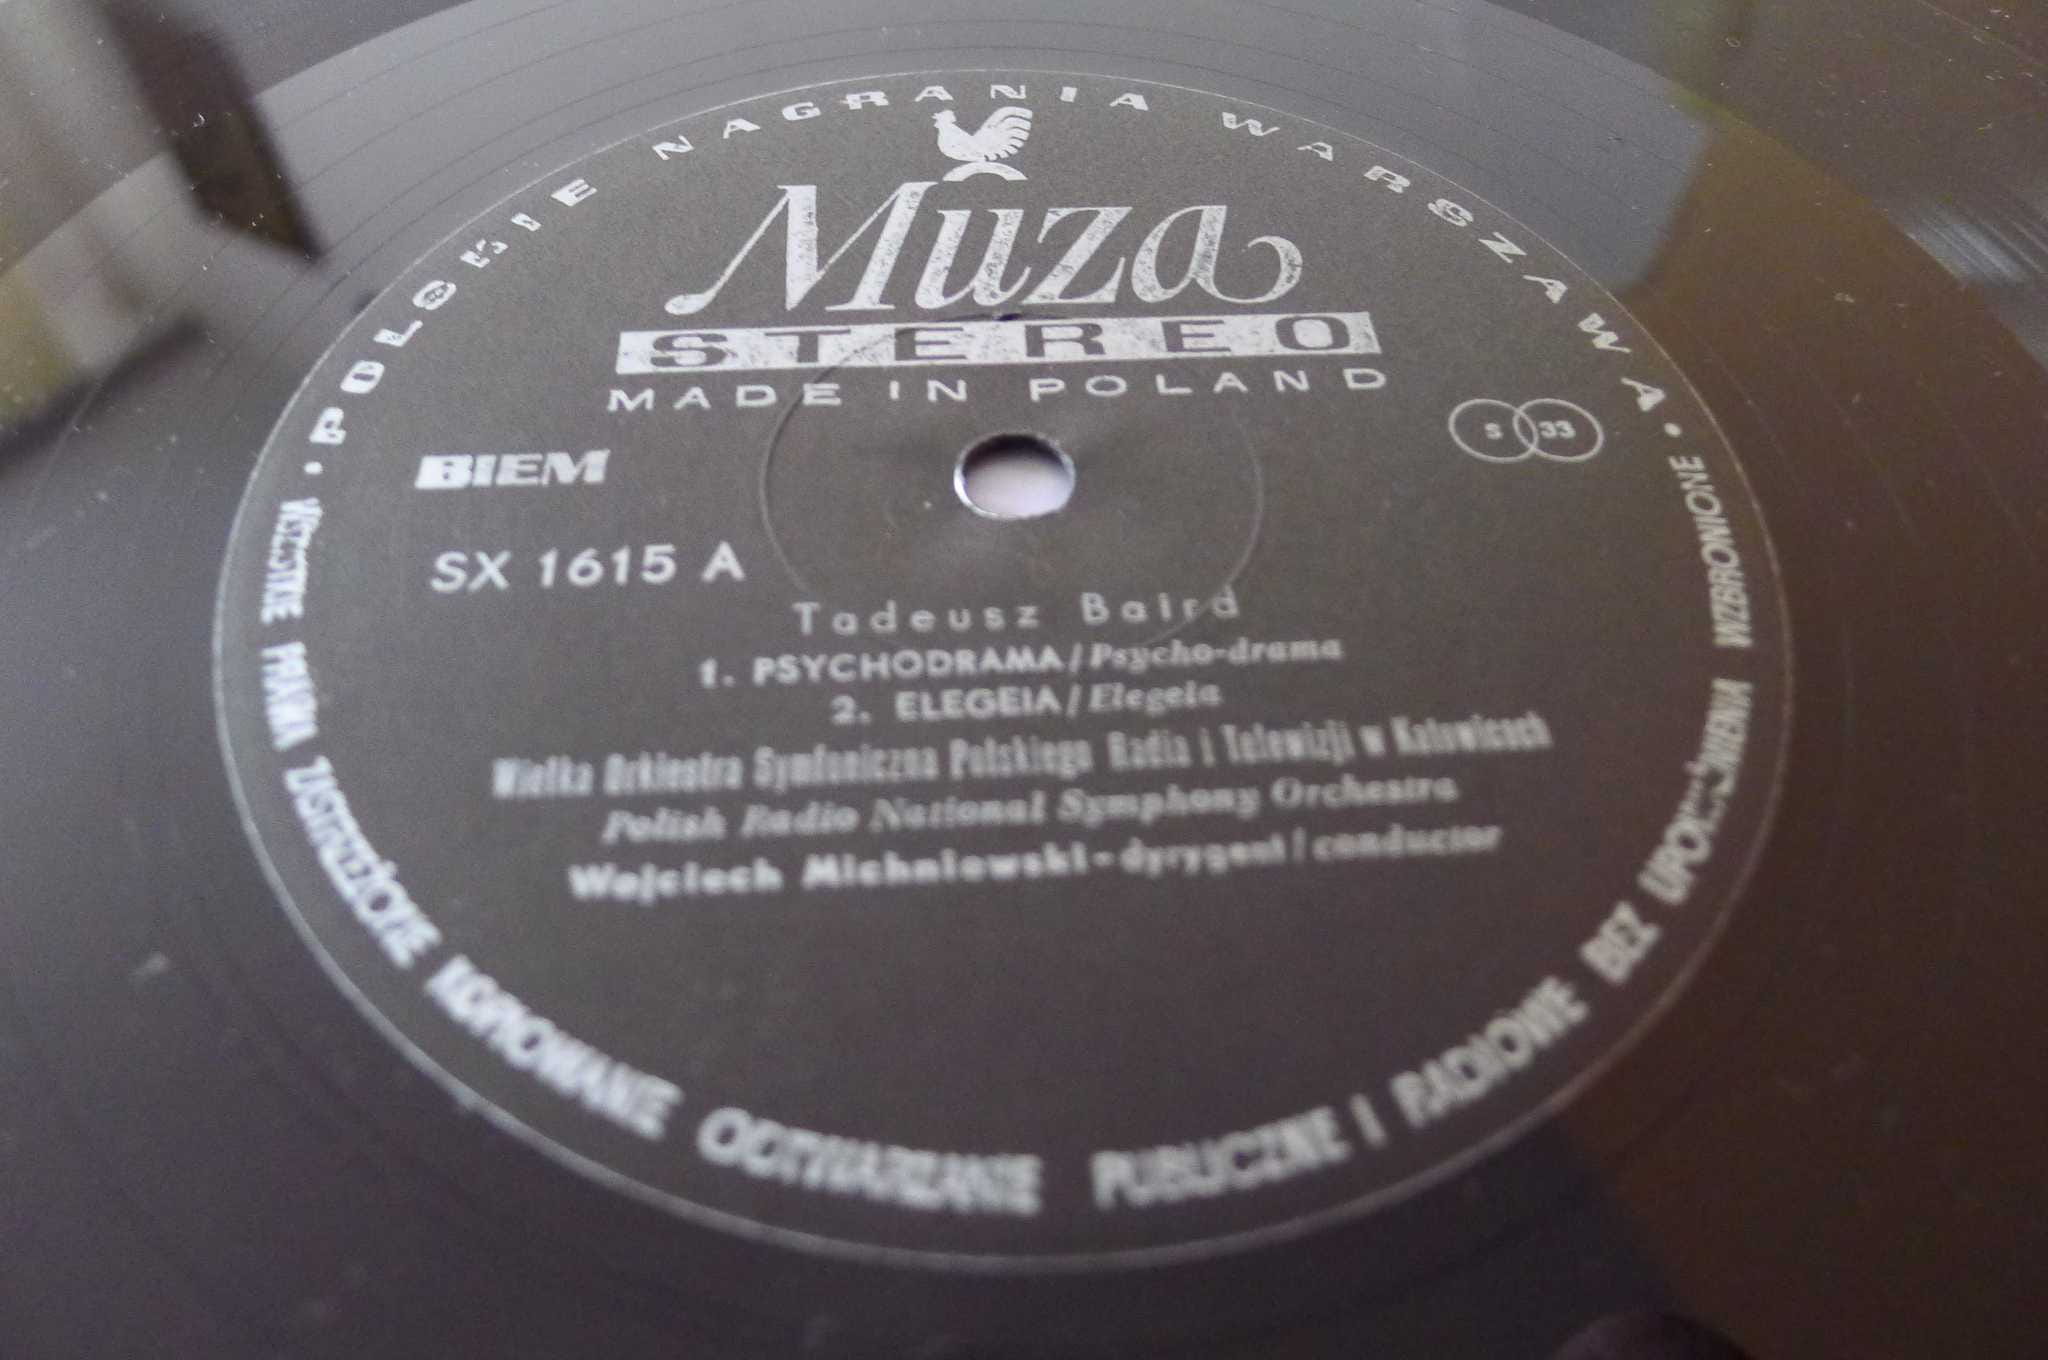 • POLSKIE NAGRANIA WARSZAWA •
Muza
STEREO
MADE IN POLAND
BIEM
S 33
SX 1615 A
Tadeusz Baird
1. PSYCHODRAMA/Psycho-drama
2. ELEGEIA/Elegeia
Wielka Orkiestra Symfoniczna Polskiego Radia i Telewizji w Katowicach
Polish Radio National Symphony Orchestra
Wojciech Michniowski - dyrygent/conductor
WSZELKIE PRAWA ZASTRZEŻONE KOPIOWANIE ODTWARZANIE PUBLICZNE I RADIOWE BEZ UPOWAŻNIENIA WZBRONIONE